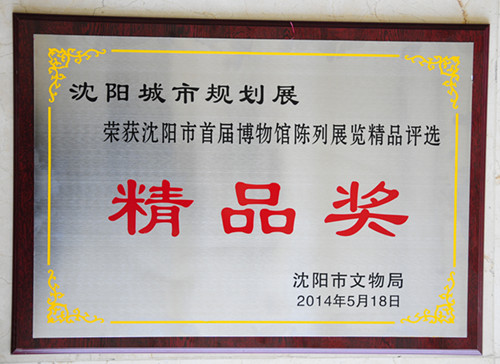 沈阳城市规划展
荣获沈阳市首届博物馆陈列展览精品评选
精品奖
沈阳市文物局
2014年5月18日